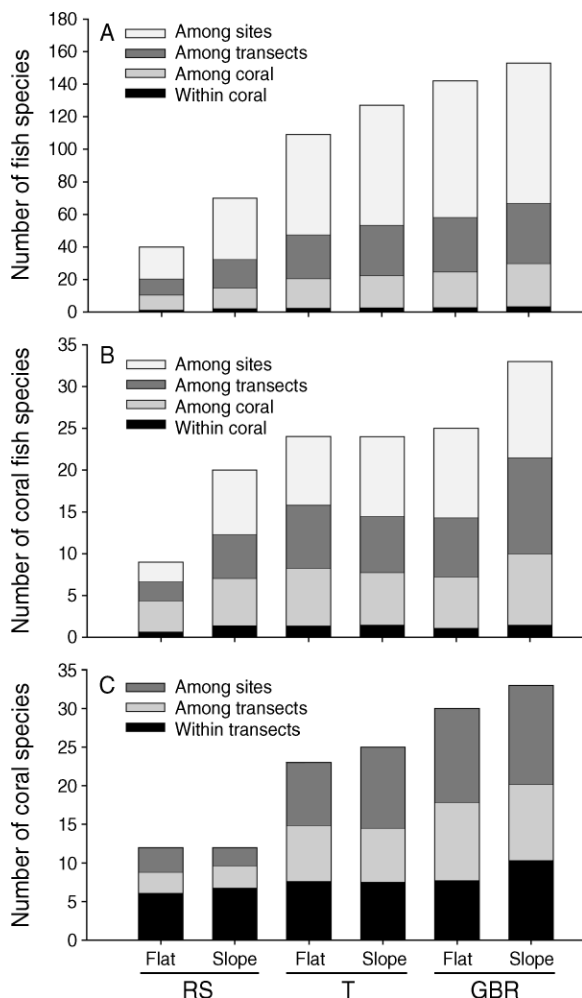 A
Among sites
Among transects
Among coral
Within coral
Number of fish species
180
160
140
120
100
80
60
40
20
0
B
Among sites
Among transects
Among coral
Within coral
Number of coral fish species
35
30
25
20
15
10
5
0
C
Among sites
Among transects
Within transects
Number of coral species
35
30
25
20
15
10
5
0
Flat Slope Flat Slope Flat Slope
RS T GBR